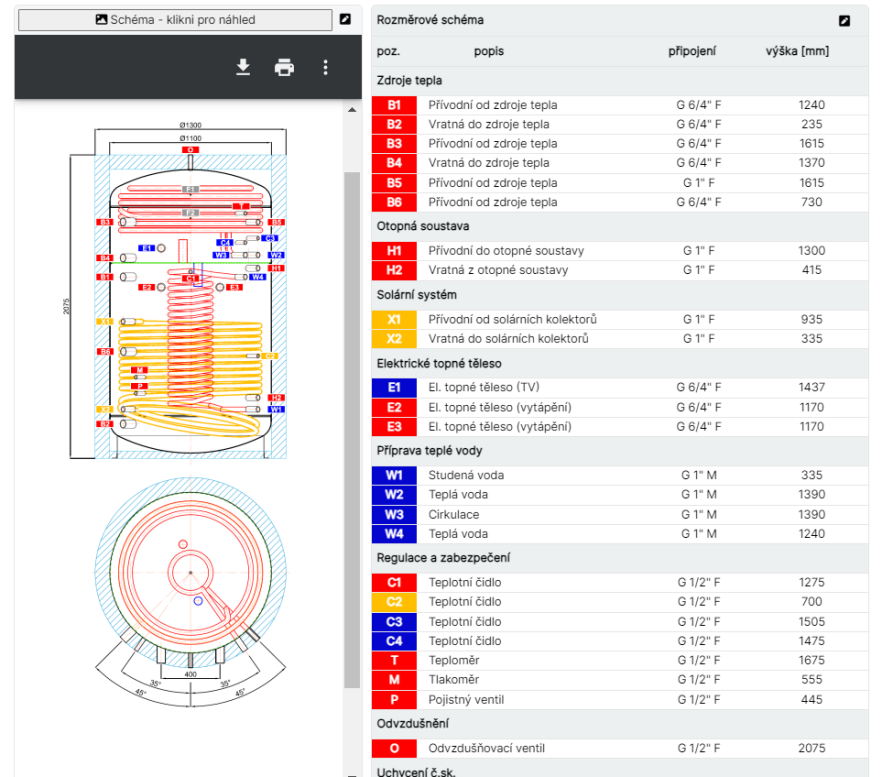 Schéma - klikni pro náhled
Ø1300
Ø1100
O
F1
F2
T
B3
B5
C3
C4
E1
W3
W2
B4
H1
B1
C1
W4
E2
E3
2075
X1
B6
C2
M
P
H2
X2
W1
B2
400
35°
35°
45°
45°
Rozměrové schéma
poz. popis připojení výška [mm]
Zdroje tepla
B1 Přívodní od zdroje tepla G 6/4" F 1240
B2 Vratná do zdroje tepla G 6/4" F 235
B3 Přívodní od zdroje tepla G 6/4" F 1615
B4 Vratná do zdroje tepla G 6/4" F 1370
B5 Přívodní od zdroje tepla G 1" F 1615
B6 Přívodní od zdroje tepla G 6/4" F 730
Otopná soustava
H1 Přívodní do otopné soustavy G 1" F 1300
H2 Vratná z otopné soustavy G 1" F 415
Solární systém
X1 Přívodní od solárních kolektorů G 1" F 935
X2 Vratná do solárních kolektorů G 1" F 335
Elektrické topné těleso
E1 El. topné těleso (TV) G 6/4" F 1437
E2 El. topné těleso (vytápění) G 6/4" F 1170
E3 El. topné těleso (vytápění) G 6/4" F 1170
Příprava teplé vody
W1 Studená voda G 1" M 335
W2 Teplá voda G 1" M 1390
W3 Cirkulace G 1" M 1390
W4 Teplá voda G 1" M 1240
Regulace a zabezpečení
C1 Teplotní čidlo G 1/2" F 1275
C2 Teplotní čidlo G 1/2" F 700
C3 Teplotní čidlo G 1/2" F 1505
C4 Teplotní čidlo G 1/2" F 1475
T Teploměr G 1/2" F 1675
M Tlakoměr G 1/2" F 555
P Pojistný ventil G 1/2" F 445
Odvzdušnění
O Odvzdušňovací ventil G 1/2" F 2075
Uchycení č.sk.